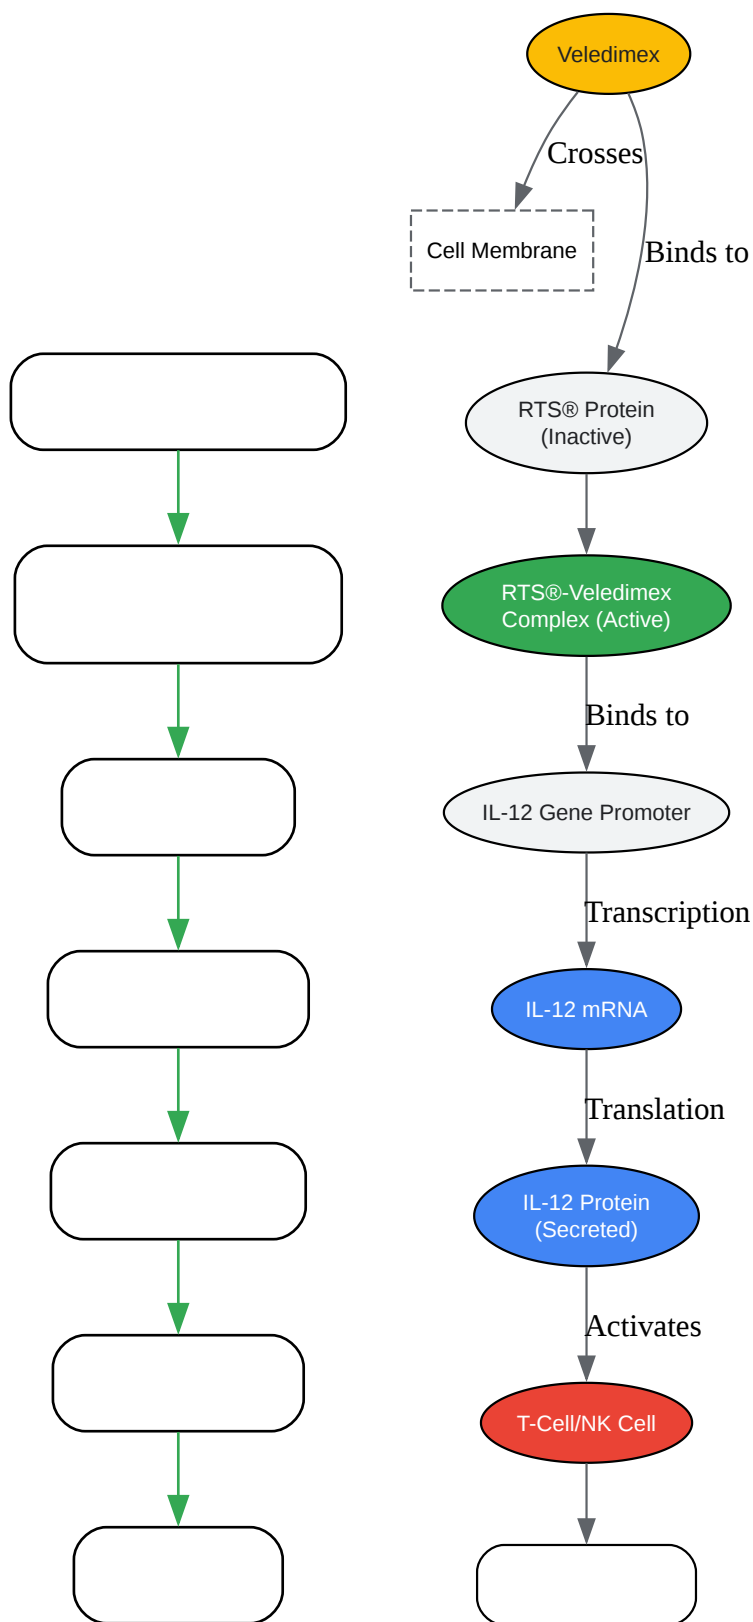 Veledimex
Crosses
Cell Membrane
Binds to
RTS® Protein
(Inactive)
RTS®-Veledimex
Complex (Active)
Binds to
IL-12 Gene Promoter
Transcription
IL-12 mRNA
Translation
IL-12 Protein
(Secreted)
Activates
T-Cell/NK Cell